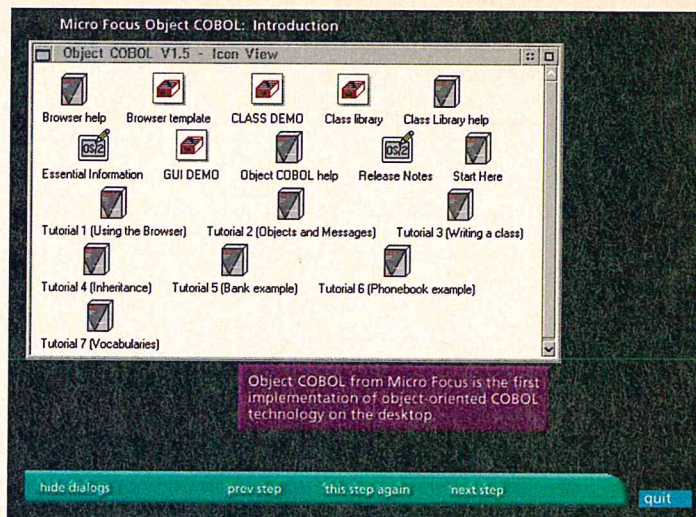 Micro Focus Object COBOL: Introduction
Object COBOL V1.5 - Icon View
Browser help
Browser template
CLASS DEMO
Class library
Class Library help
OS/2
OS/2
Essential Information
GUI DEMO
Object COBOL help
Release Notes
Start Here
Tutorial 1 (Using the Browser)
Tutorial 2 (Objects and Messages)
Tutorial 3 (Writing a class)
Tutorial 4 (Inheritance)
Tutorial 5 (Bank example)
Tutorial 6 (Phonebook example)
Tutorial 7 (Vocabularies)
Object COBOL from Micro Focus is the first
implementation of object-oriented COBOL
technology on the desktop.
hide dialogs
prev step
this step again
next step
quit